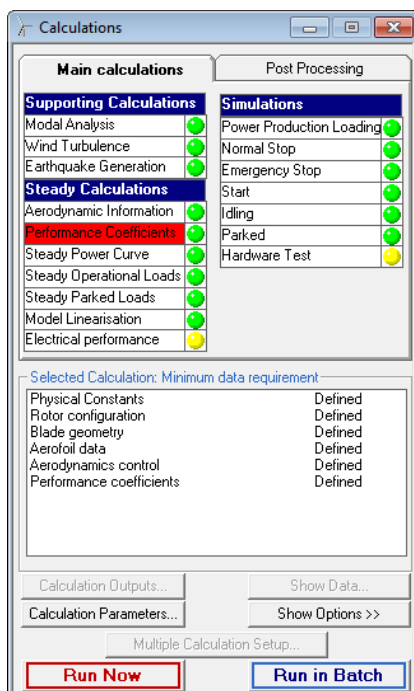 Calculations
Main calculations
Post Processing
Supporting Calculations
Modal Analysis
Wind Turbulence
Earthquake Generation
Steady Calculations
Aerodynamic Information
Performance Coefficients
Steady Power Curve
Steady Operational Loads
Steady Parked Loads
Model Linearisation
Electrical performance
Simulations
Power Production Loading
Normal Stop
Emergency Stop
Start
Idling
Parked
Hardware Test
Selected Calculation: Minimum data requirement
Physical Constants Defined
Rotor configuration Defined
Blade geometry Defined
Aerofoil data Defined
Aerodynamics control Defined
Performance coefficients Defined
Calculation Outputs... Show Data...
Calculation Parameters... Show Options >>
Multiple Calculation Setup...
Run Now Run in Batch